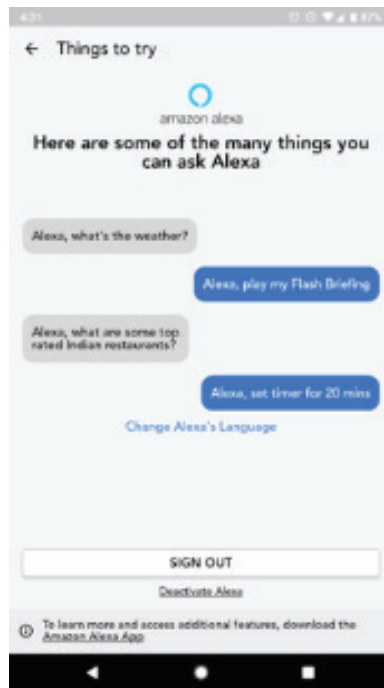 4:31
87%
Things to try
amazon alexa
Here are some of the many things you
can ask Alexa
Alexa, what's the weather?
Alexa, play my Flash Briefing
Alexa, what are some top
rated Indian restaurants?
Alexa, set timer for 20 mins
Change Alexa's Language
SIGN OUT
Deactivate Alexa
To learn more and access additional features, download the
Amazon Alexa App